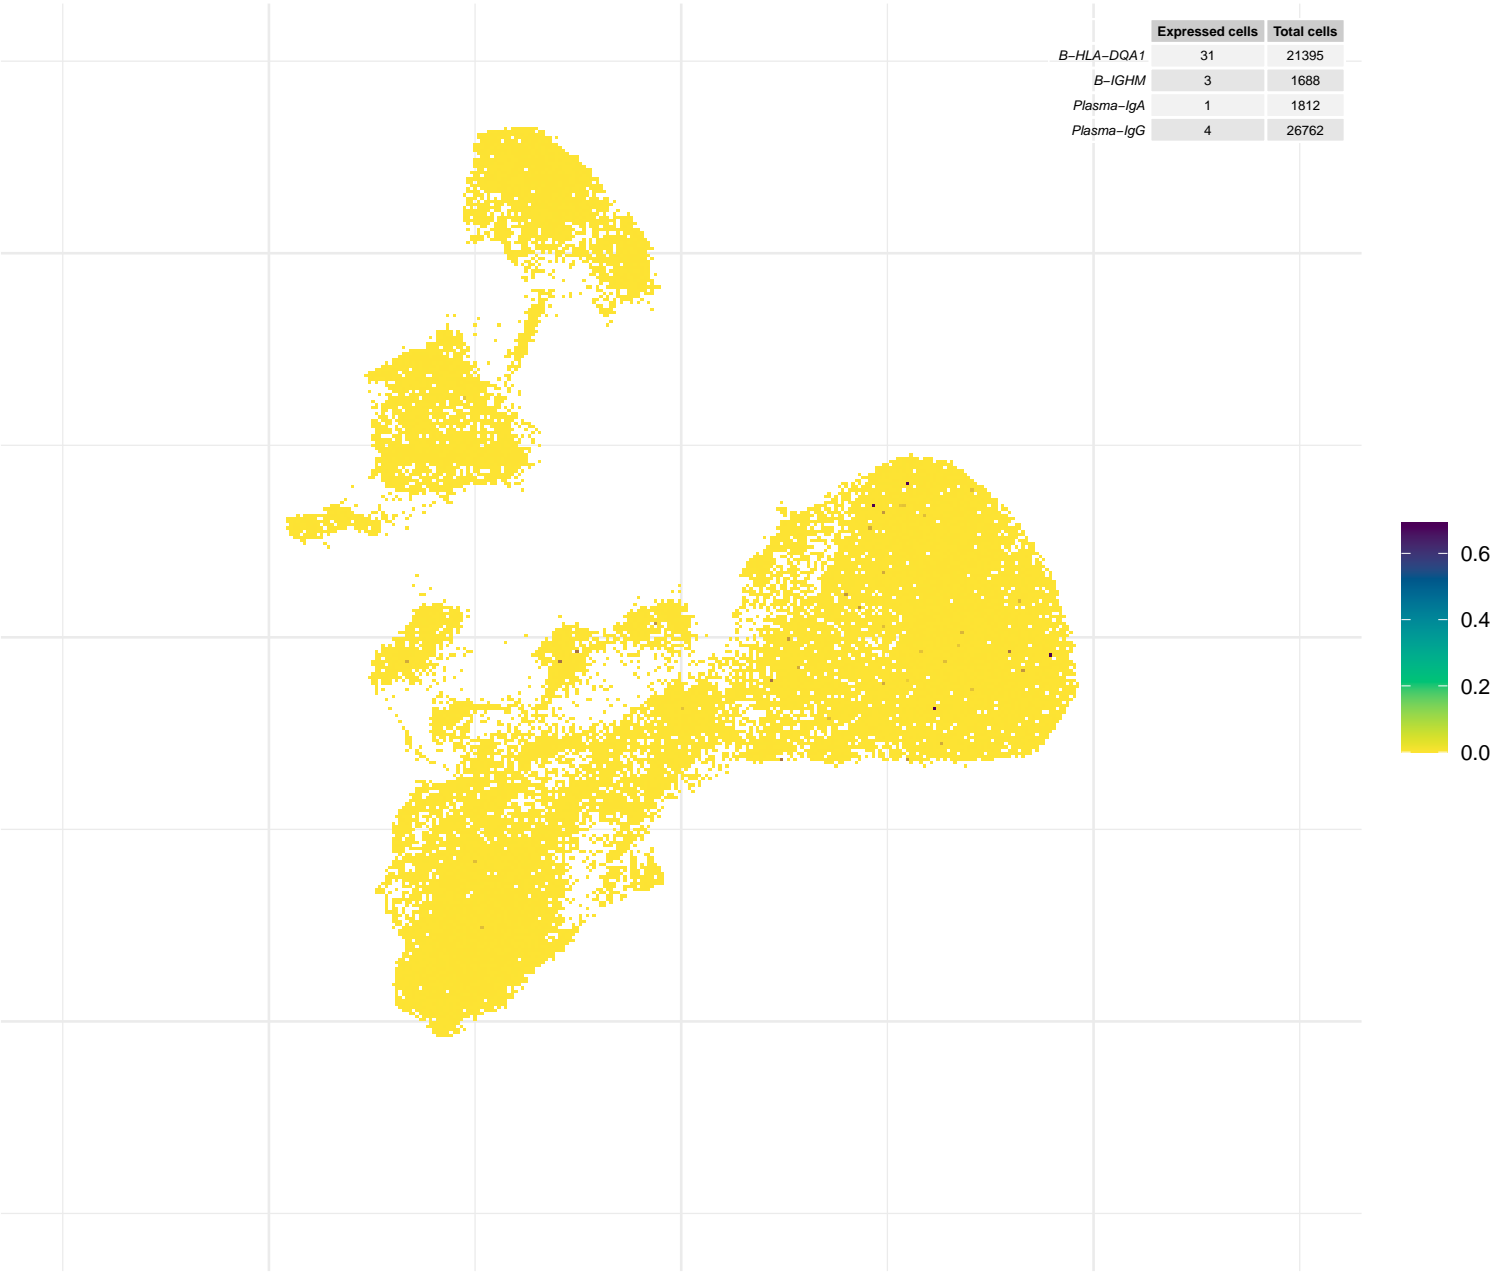 Expressed cells Total cells
B−HLA−DQA1 31 21395
B−IGHM 3 1688
Plasma−IgA 1 1812
Plasma−IgG 4 26762
0.6
0.4
0.2
0.0